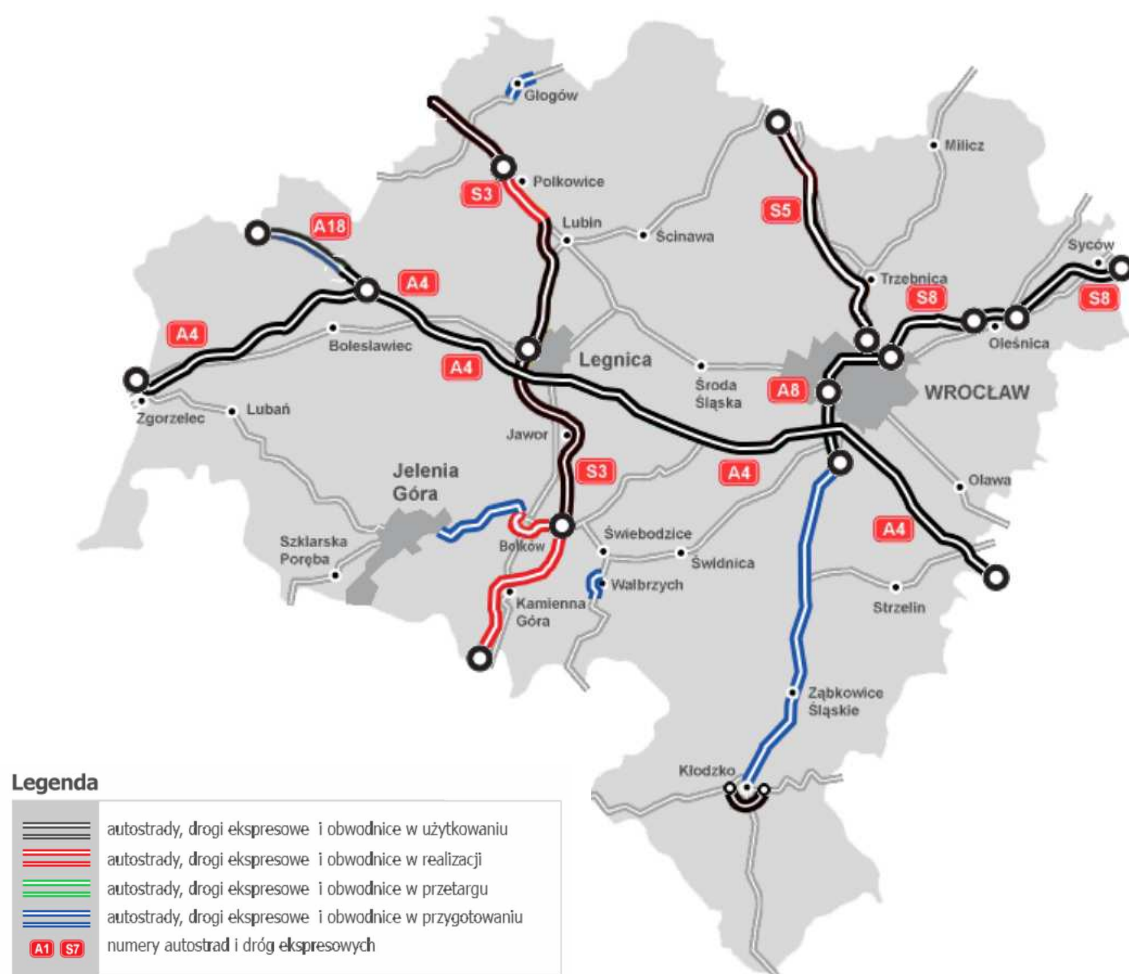 Głogów
Milicz
S3
Polkowice
S5
Lubin
Ścinawa
A18
Syców
Trzebnica
A4
S8
S8
A4
Bolesławiec
Oleśnica
A4
Legnica
Środa
Śląska
A8
WROCŁAW
Zgorzelec
Lubań
Jawor
A4
S3
Jelenia
Góra
Oława
A4
Szklarska
Poręba
Bolków
Świebodzice
Świdnica
Wałbrzych
Strzelin
Kamienna
Góra
Ząbkowice
Śląskie
Kłodzko
Legenda
autostrady, drogi ekspresowe i obwodnice w użytkowaniu
autostrady, drogi ekspresowe i obwodnice w realizacji
autostrady, drogi ekspresowe i obwodnice w przetargu
autostrady, drogi ekspresowe i obwodnice w przygotowaniu
A1 S7 numery autostrad i dróg ekspresowych